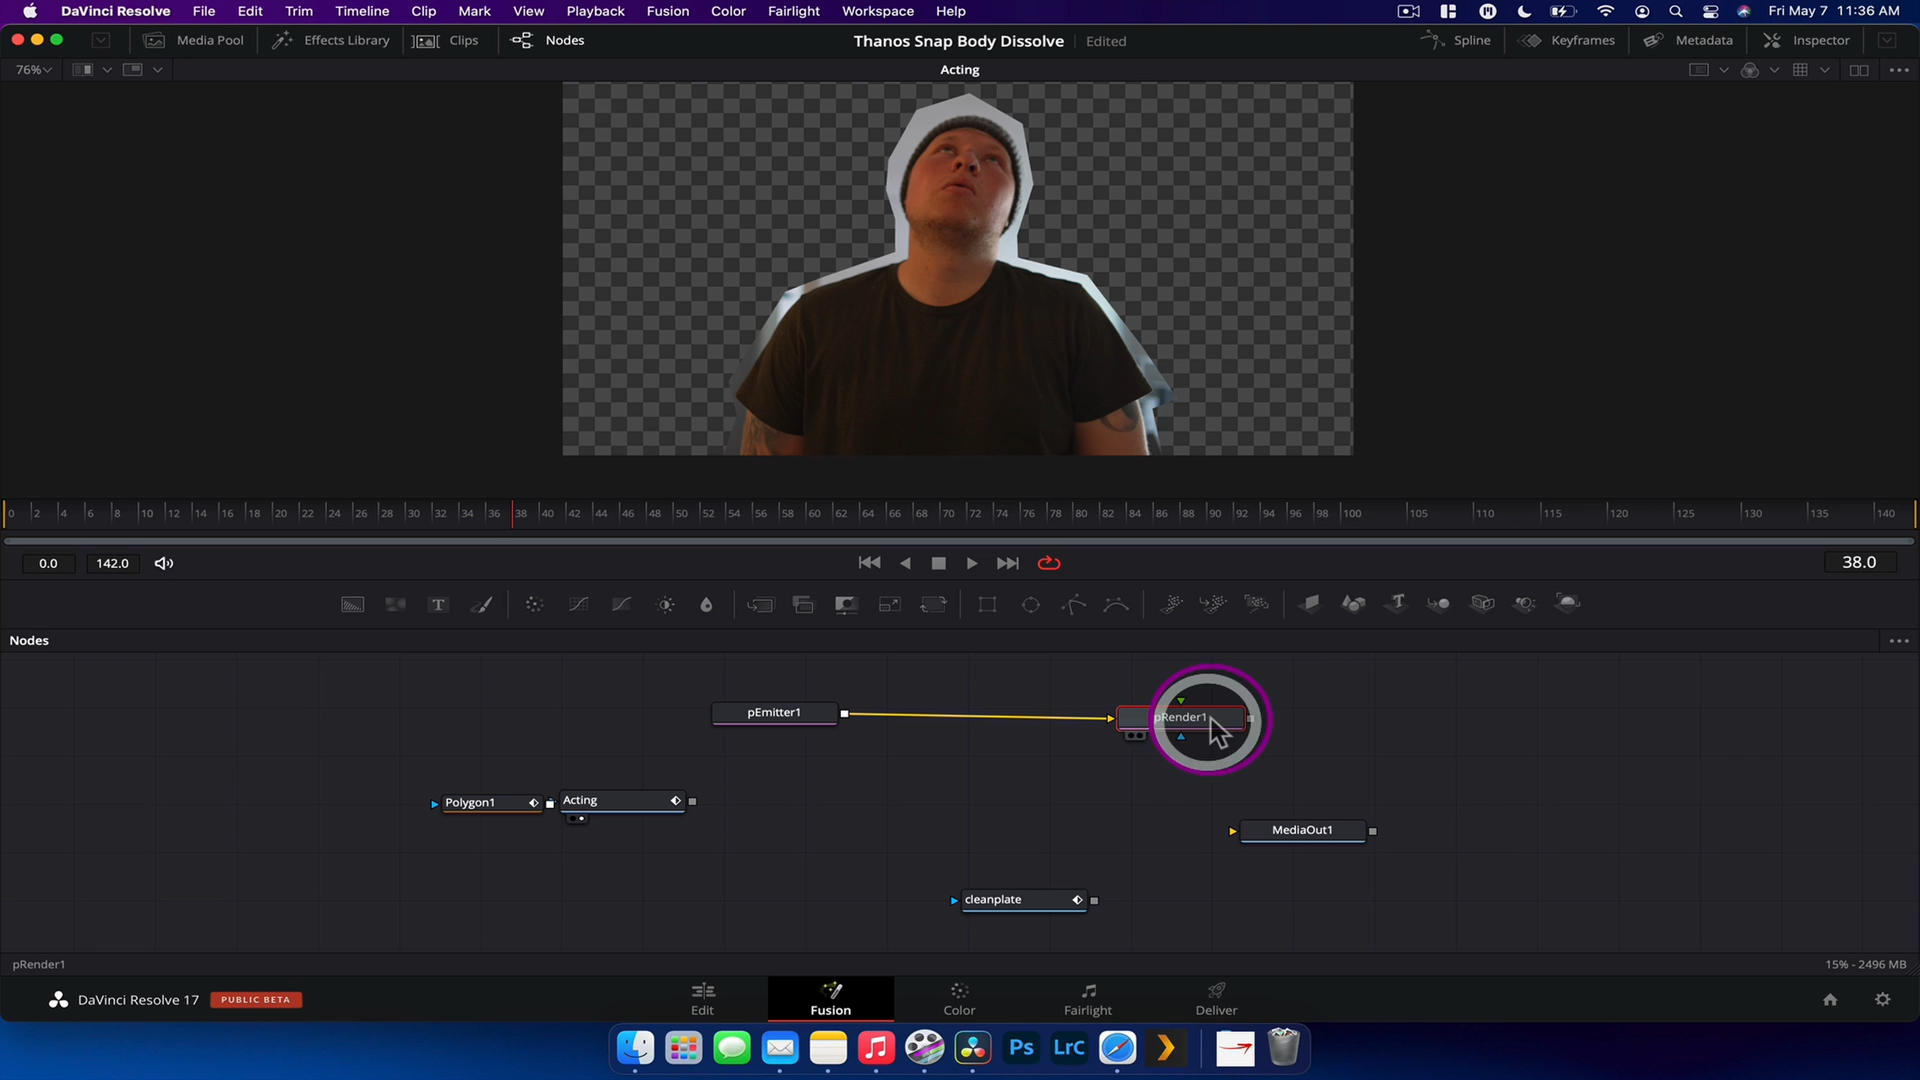 DaVinci Resolve File Edit Trim Timeline Clip Mark View Playback Fusion Color Fairlight Workspace Help Fri May 7 11:36 AM
Media Pool Effects Library Clips Nodes Thanos Snap Body Dissolve Edited Spline Keyframes Metadata Inspector
76% Acting
0 2 4 6 8 10 12 14 16 18 20 22 24 26 28 30 32 34 36 38 40 42 44 46 48 50 52 54 56 58 60 62 64 66 68 70 72 74 76 78 80 82 84 86 88 90 92 94 96 98 100 105 110 115 120 125 130 135 140
0.0 142.0 38.0
Nodes
pEmitter1 pRender1
Polygon1 Acting
MediaOut1
cleanplate
pRender1 15% - 2496 MB
DaVinci Resolve 17 PUBLIC BETA Edit Fusion Color Fairlight Deliver
Ps LrC